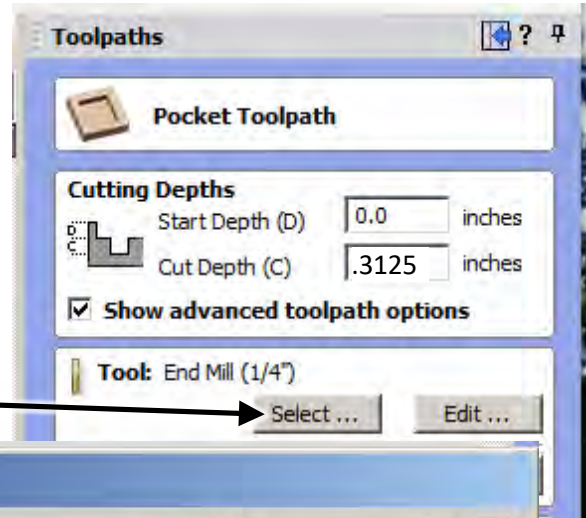 Toolpaths ?
Pocket Toolpath
Cutting Depths
D
C
Start Depth (D) 0.0 inches
Cut Depth (C) .3125 inches
Show advanced toolpath options
Tool: End Mill (1/4")
Select ... Edit ...